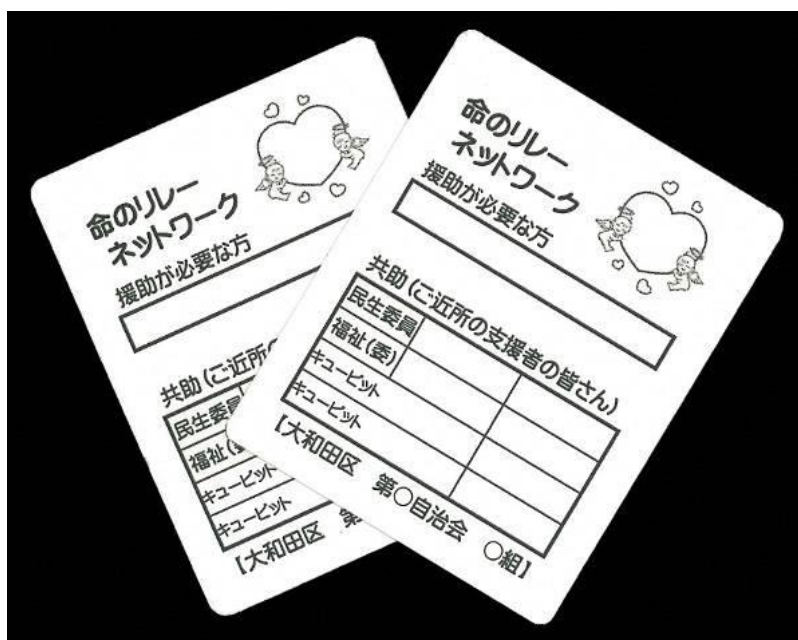 命のリレー
ネットワーク
援助が必要な方
共助(ご近所の
民生委員
福祉(委
キューピット
キューピット
【大和田区
命のリレー
ネットワーク
援助が必要な方
共助(ご近所の支援者の皆さん)
民生委員
福祉(委)
キューピット
キューピット
【大和田区 第○自治会 ○組】